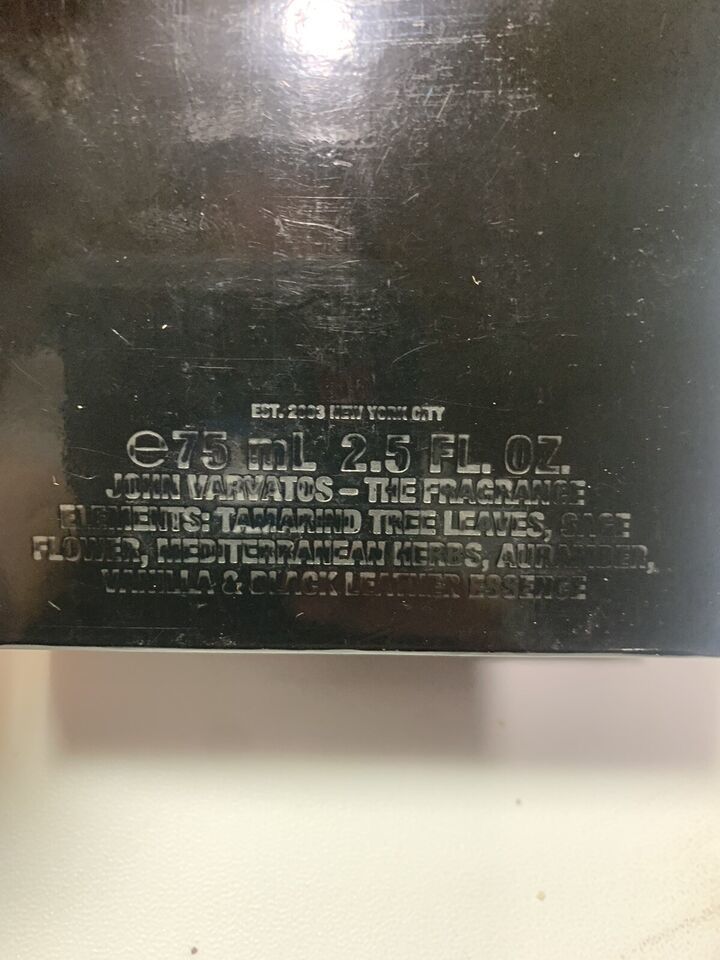 EST. 2003 NEW YORK CITY
℮75 mL 2.5 FL. OZ.
JOHN VARVATOS – THE FRAGRANCE
ELEMENTS: TAMARIND TREE LEAVES, SAGE
FLOWER, MEDITERRANEAN HERBS, AURAMBER,
VANILLA & BLACK LEATHER ESSENCE